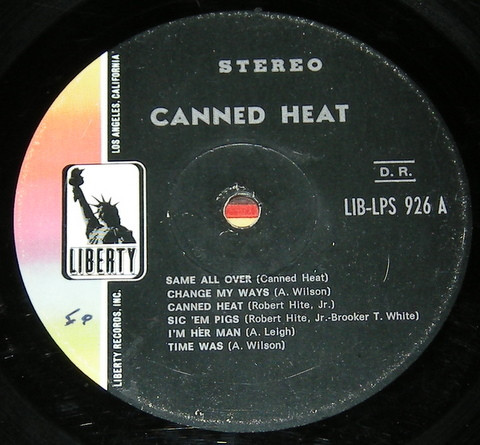 STEREO
CANNED HEAT
D. R.
LIB-LPS 926 A
LOS ANGELES, CALIFORNIA
LIBERTY
LIBERTY RECORDS, INC.
SAME ALL OVER (Canned Heat)
CHANGE MY WAYS (A. Wilson)
CANNED HEAT (Robert Hite, Jr.)
SIC 'EM PIGS (Robert Hite, Jr.-Brooker T. White)
I'M HER MAN (A. Leigh)
TIME WAS (A. Wilson)